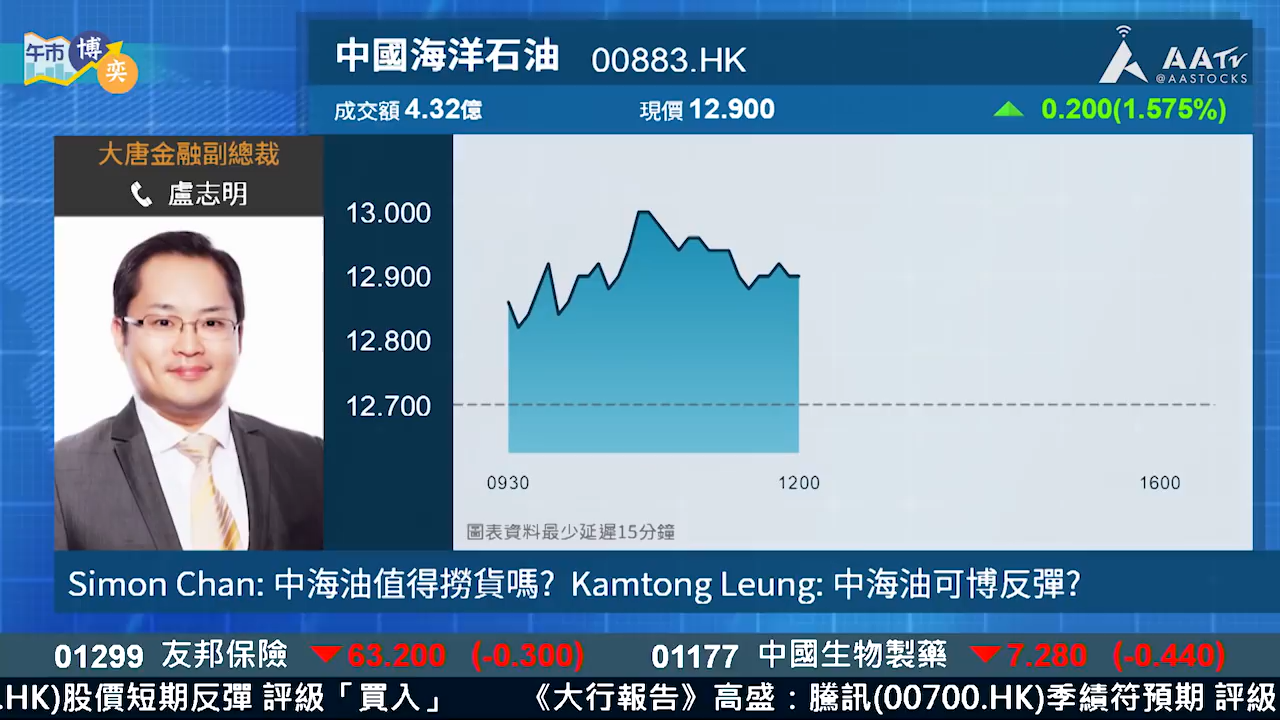 午市博奕
中國海洋石油 00883.HK
AATV
@AASTOCKS
成交額 4.32億 現價 12.900 0.200(1.575%)
大唐金融副總裁
盧志明
13.000
12.900
12.800
12.700
0930 1200 1600
圖表資料最少延遲15分鐘
Simon Chan: 中海油值得撈貨嗎? Kamtong Leung: 中海油可博反彈?
01299 友邦保險 63.200 (-0.300) 01177 中國生物製藥 7.280 (-0.440)
.HK)股價短期反彈 評級「買入」 《大行報告》高盛：騰訊(00700.HK)季績符預期 評級